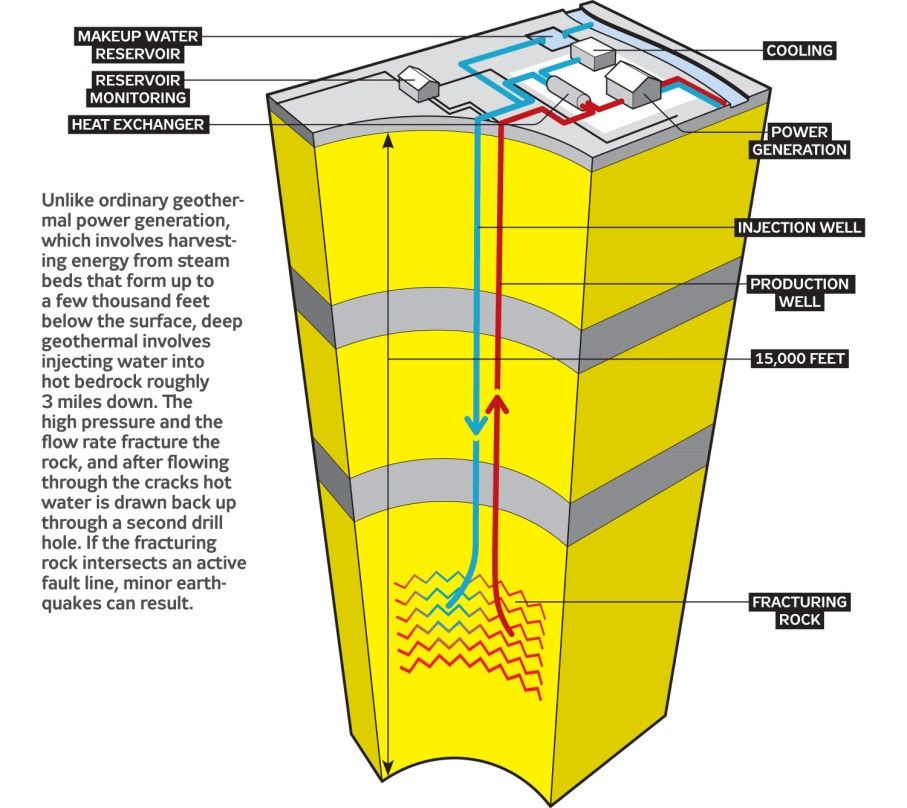 MAKEUP WATER
RESERVOIR
RESERVOIR
MONITORING
HEAT EXCHANGER
COOLING
POWER
GENERATION
INJECTION WELL
PRODUCTION
WELL
15,000 FEET
FRACTURING
ROCK
Unlike ordinary geother-
mal power generation,
which involves harvest-
ing energy from steam
beds that form up to
a few thousand feet
below the surface, deep
geothermal involves
injecting water into
hot bedrock roughly
3 miles down. The
high pressure and the
flow rate fracture the
rock, and after flowing
through the cracks hot
water is drawn back up
through a second drill
hole. If the fracturing
rock intersects an active
fault line, minor earth-
quakes can result.